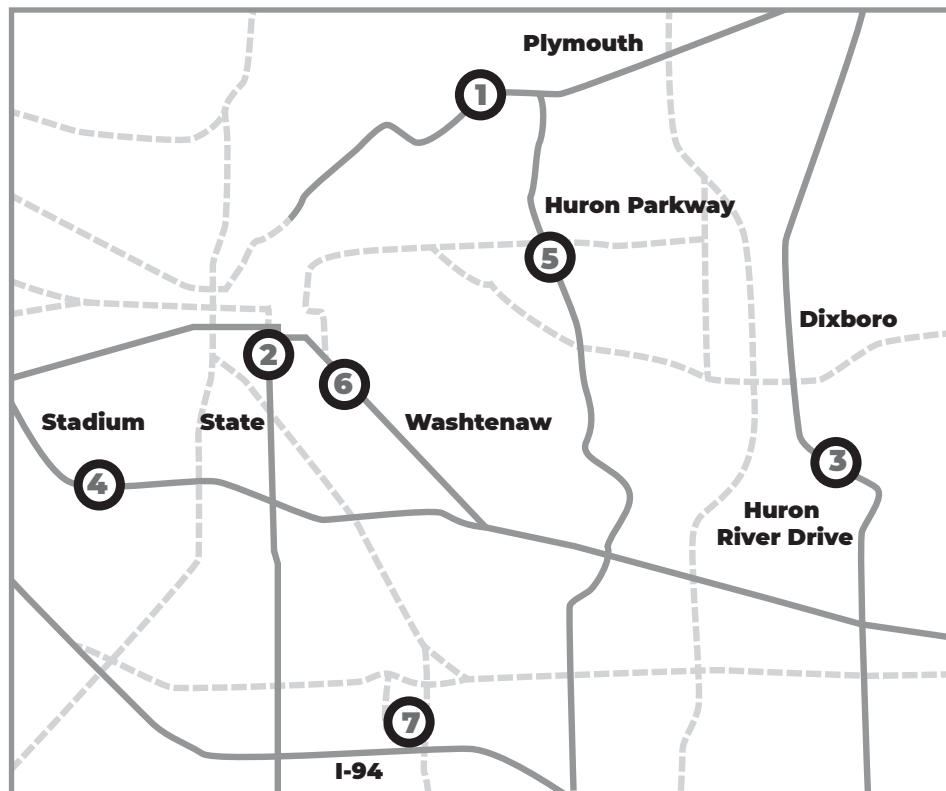 Plymouth
1
Huron Parkway
5
Dixboro
2
6
Stadium
State
Washtenaw
3
4
Huron
River Drive
7
I-94